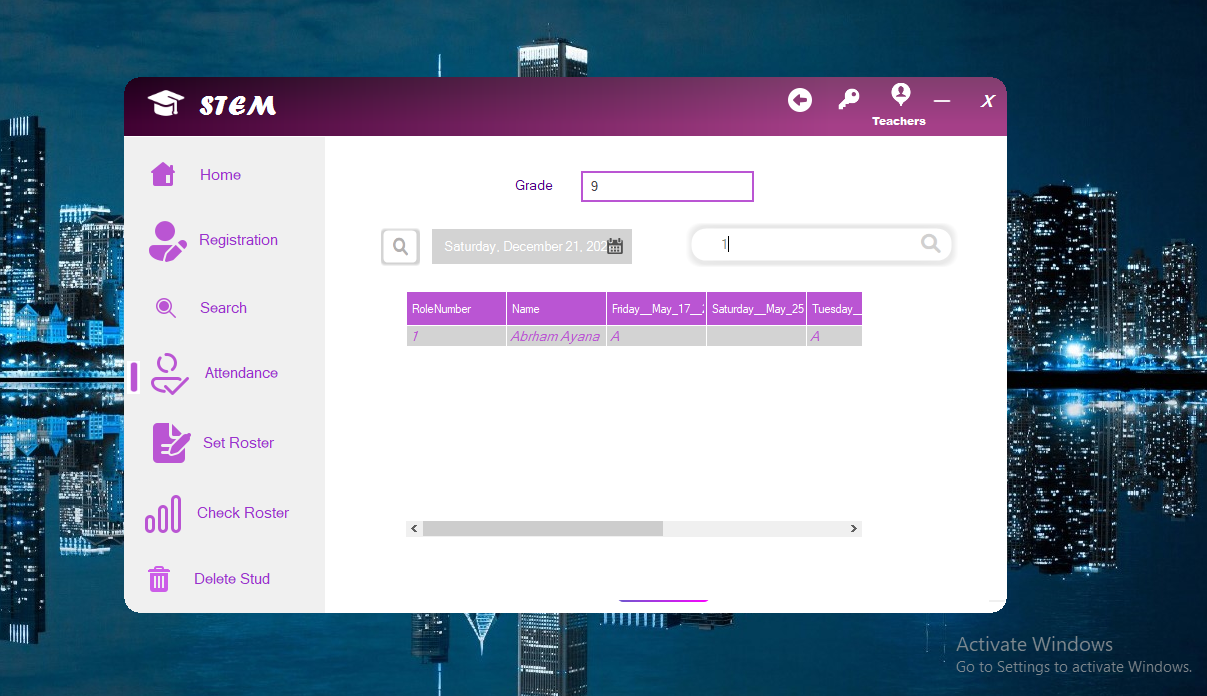 STEM
Teachers
X
Home
Registration
Search
Attendance
Set Roster
Check Roster
Delete Stud
Grade
9
Saturday, December 21, 202
1
RoleNumber Name Friday__May_17__ Saturday__May_25 Tuesday__
1 Abrham Ayana A A
Activate Windows
Go to Settings to activate Windows.